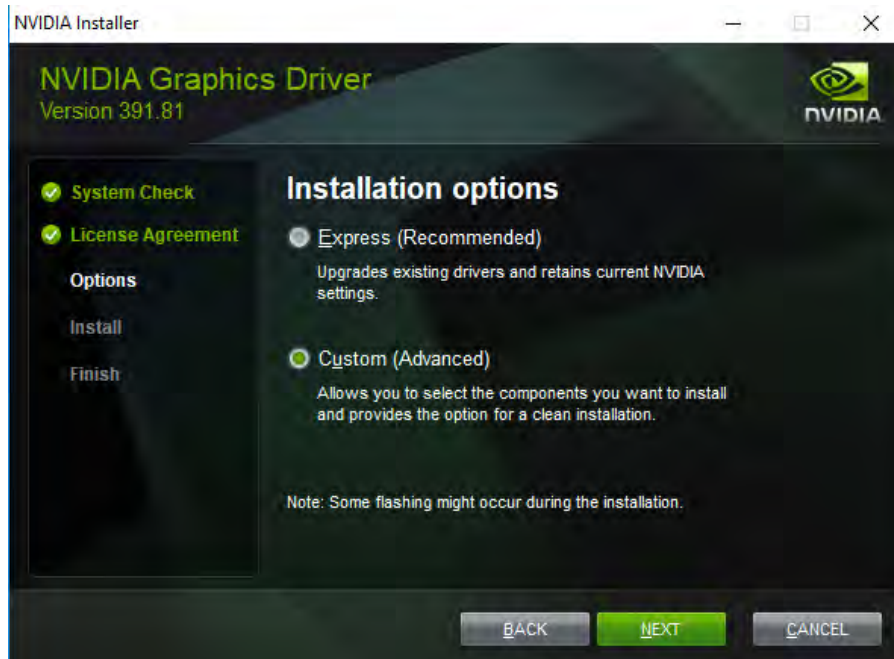 NVIDIA Installer
NVIDIA Graphics Driver
Version 391.81
NVIDIA
System Check
License Agreement
Options
Install
Finish
Installation options
Express (Recommended)
Upgrades existing drivers and retains current NVIDIA
settings.
Custom (Advanced)
Allows you to select the components you want to install
and provides the option for a clean installation.
Note: Some flashing might occur during the installation.
BACK
NEXT
CANCEL